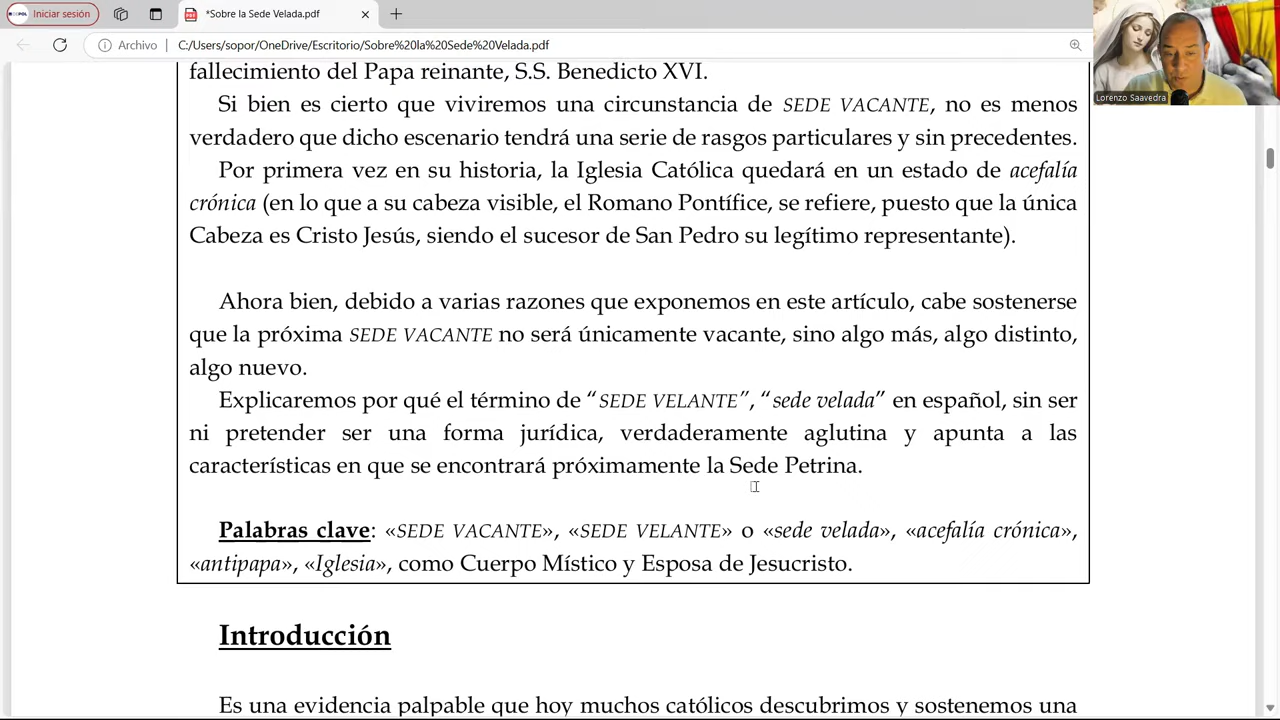 Iniciar sesión
*Sobre la Sede Velada.pdf
Archivo
C:/Users/sopor/OneDrive/Escritorio/Sobre%20la%20Sede%20Velada.pdf
Lorenzo Saavedra
fallecimiento del Papa reinante, S.S. Benedicto XVI.
Si bien es cierto que viviremos una circunstancia de SEDE VACANTE, no es menos
verdadero que dicho escenario tendrá una serie de rasgos particulares y sin precedentes.
Por primera vez en su historia, la Iglesia Católica quedará en un estado de acefalía
crónica (en lo que a su cabeza visible, el Romano Pontífice, se refiere, puesto que la única
Cabeza es Cristo Jesús, siendo el sucesor de San Pedro su legítimo representante).
Ahora bien, debido a varias razones que exponemos en este artículo, cabe sostenerse
que la próxima SEDE VACANTE no será únicamente vacante, sino algo más, algo distinto,
algo nuevo.
Explicaremos por qué el término de “SEDE VELANTE”, “sede velada” en español, sin ser
ni pretender ser una forma jurídica, verdaderamente aglutina y apunta a las
características en que se encontrará próximamente la Sede Petrina.
Palabras clave: «SEDE VACANTE», «SEDE VELANTE» o «sede velada», «acefalía crónica»,
«antipapa», «Iglesia», como Cuerpo Místico y Esposa de Jesucristo.
Introducción
Es una evidencia palpable que hoy muchos católicos descubrimos y sostenemos una